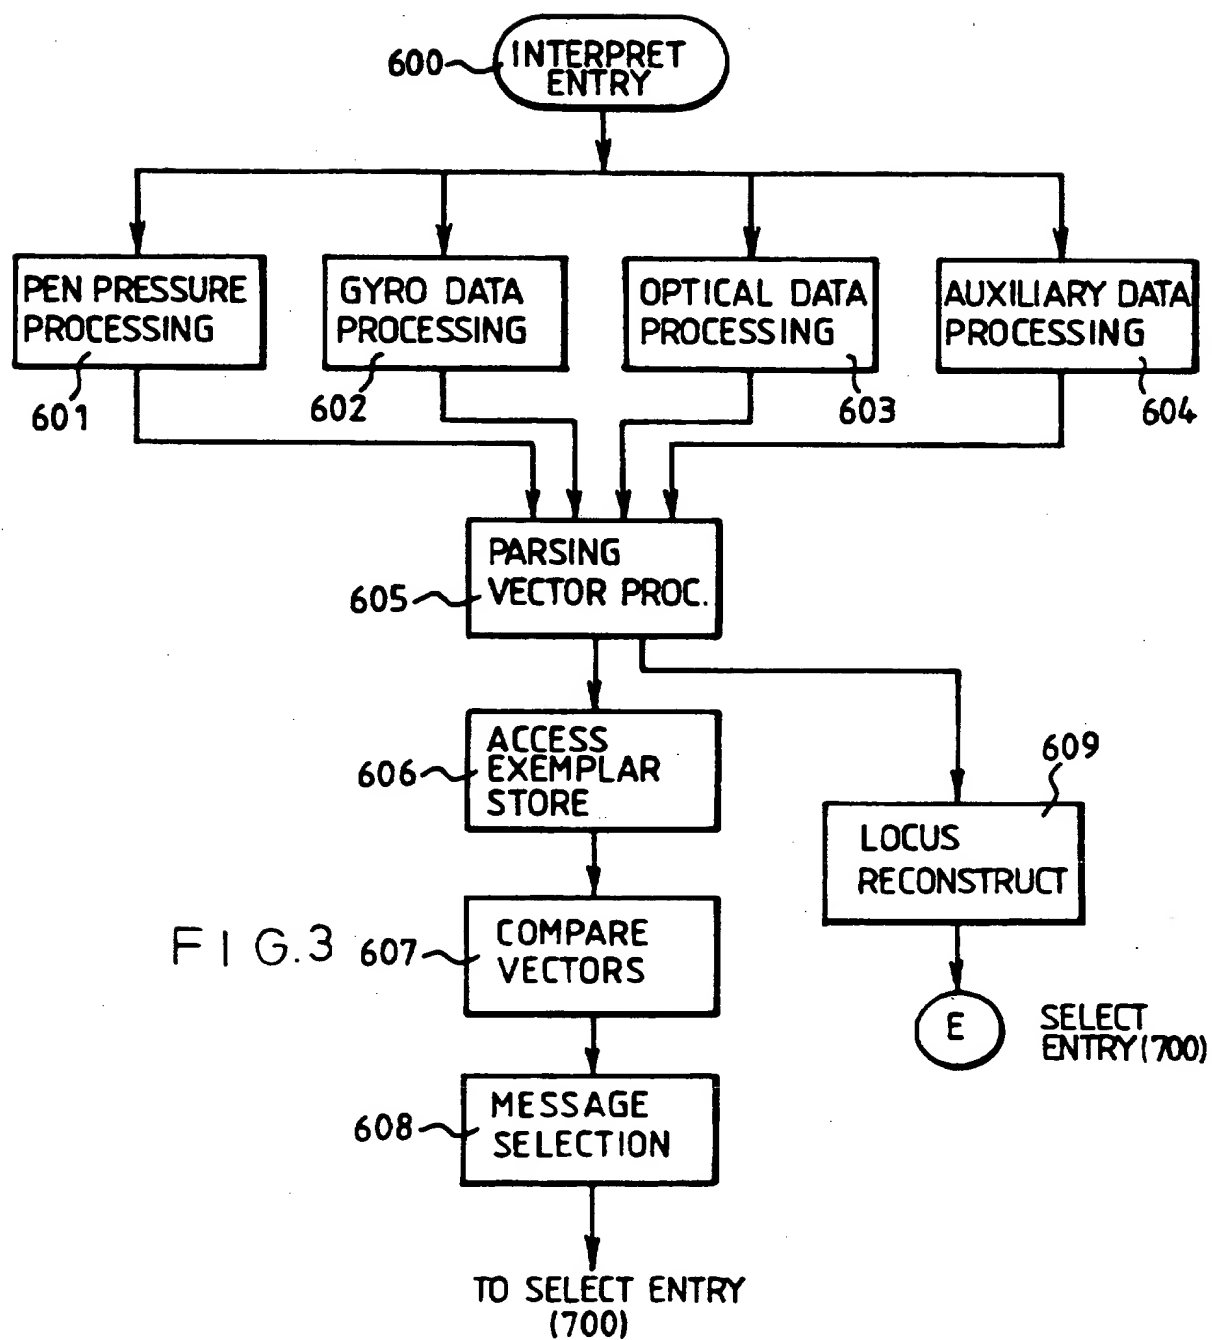 600
INTERPRET
ENTRY
PEN PRESSURE
PROCESSING
601
GYRO DATA
PROCESSING
602
OPTICAL DATA
PROCESSING
603
AUXILIARY DATA
PROCESSING
604
605
PARSING
VECTOR PROC.
606
ACCESS
EXEMPLAR
STORE
609
LOCUS
RECONSTRUCT
FIG.3
607
COMPARE
VECTORS
E
SELECT
ENTRY(700)
608
MESSAGE
SELECTION
TO SELECT ENTRY
(700)